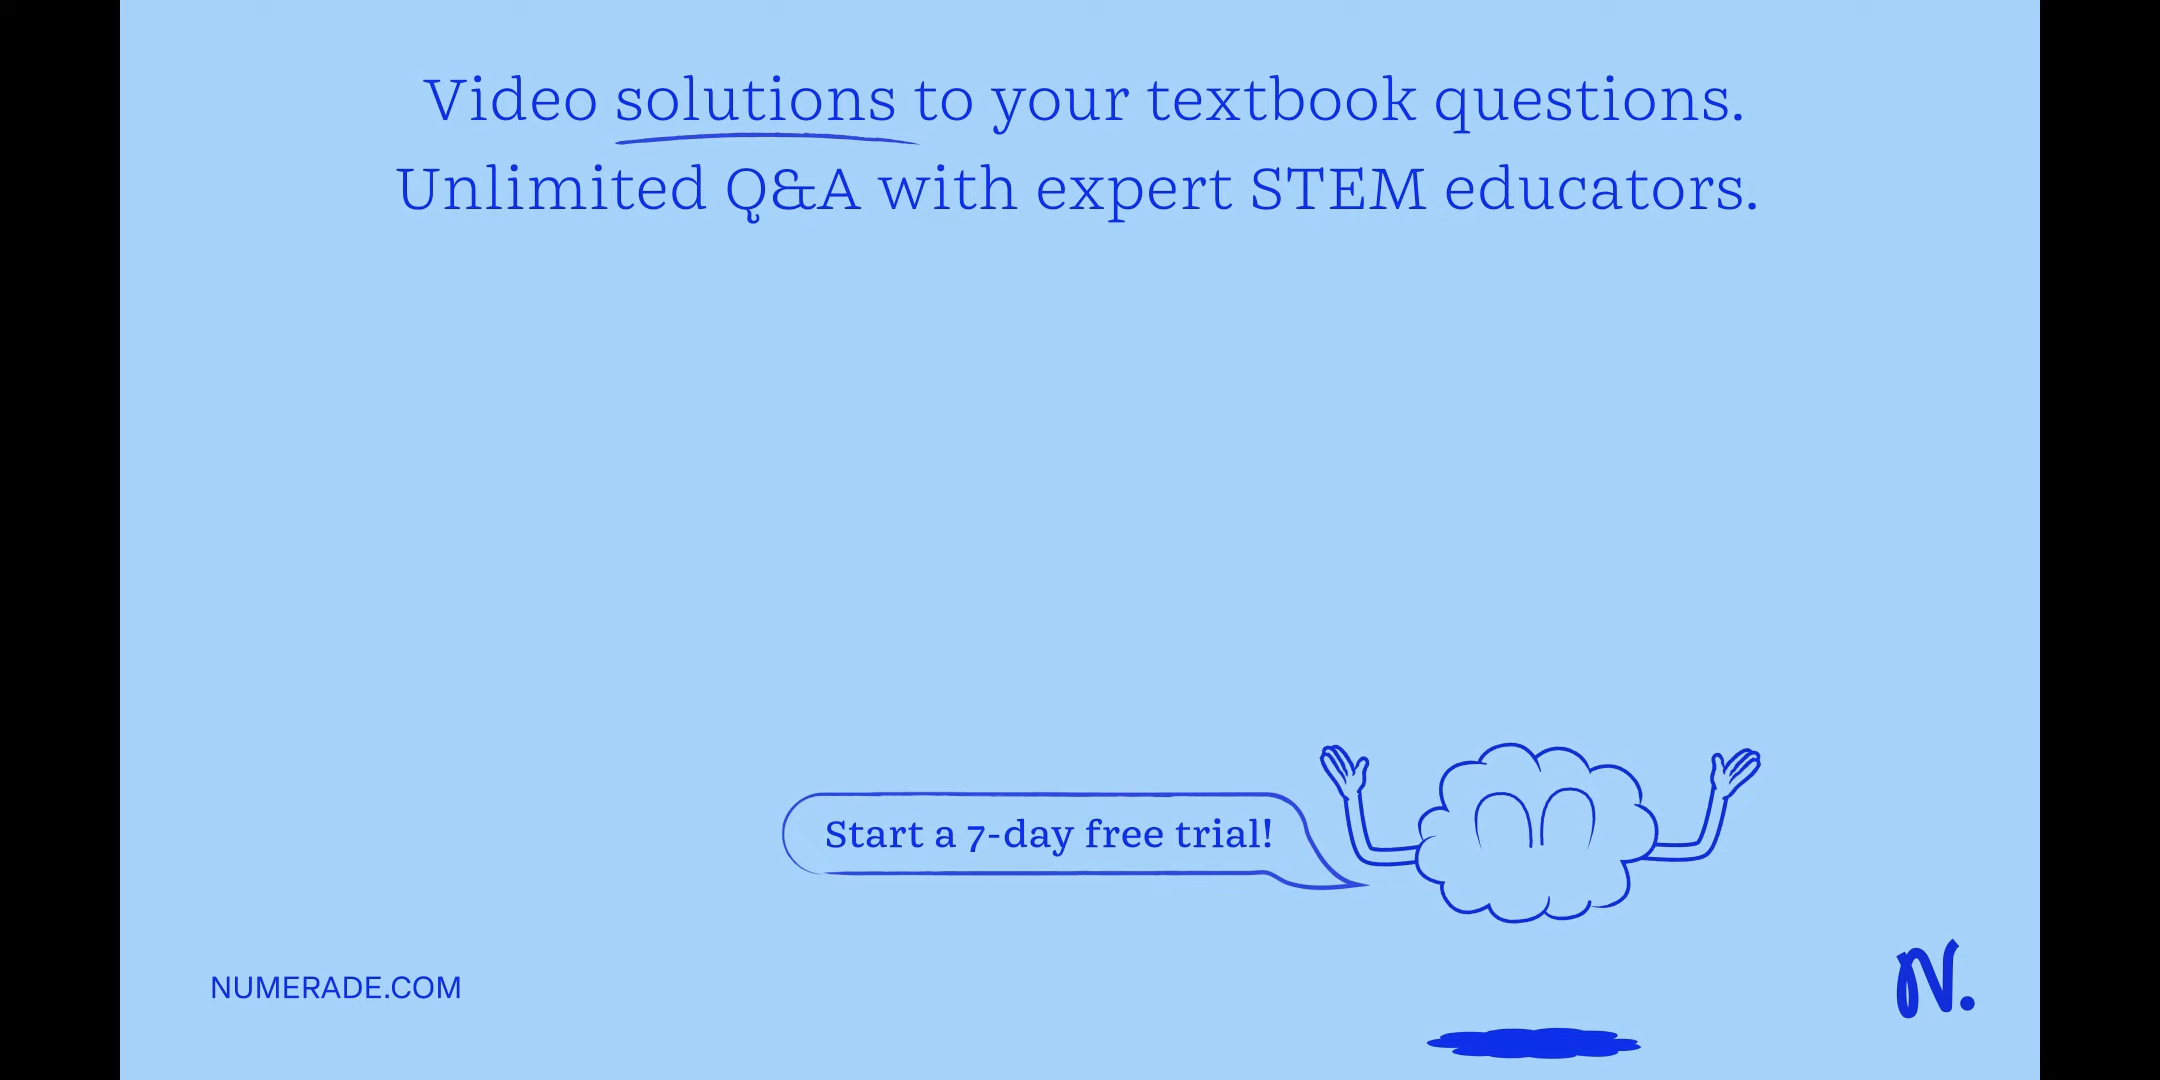 Video solutions to your textbook questions.
Unlimited Q&A with expert STEM educators.
Start a 7-day free trial!
NUMERADE.COM
N.